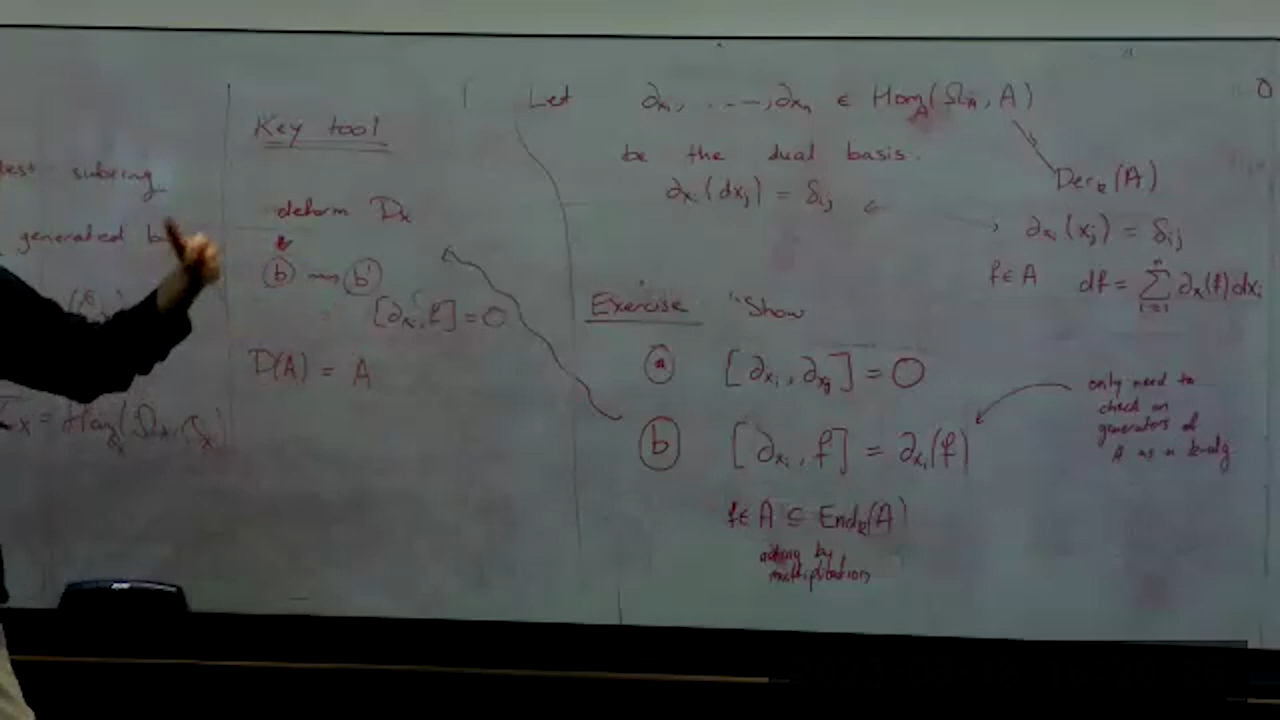 subring
generated
Key tool
deform D_x
ⓑ ⇝ ⓑ'
[∂_{x_i}, f] = 0
D(A) = A
Let ∂_{x_1}, ..., ∂_{x_n} ∈ Hom_A(Ω_A, A)
be the dual basis.
∂_{x_i}(dx_j) = δ_{ij}
Der_k(A)
∂_{x_i}(x_j) = δ_{ij}
f ∈ A df = Σ_{i=1}^n ∂_{x_i}(f) dx_i
Exercise "Show
ⓐ [∂_{x_i}, ∂_{x_j}] = 0
ⓑ [∂_{x_i}, f] = ∂_{x_i}(f)
f ∈ A ⊆ End_k(A)
acting by
multiplication
only need to
check on
generators of
A as a k-alg